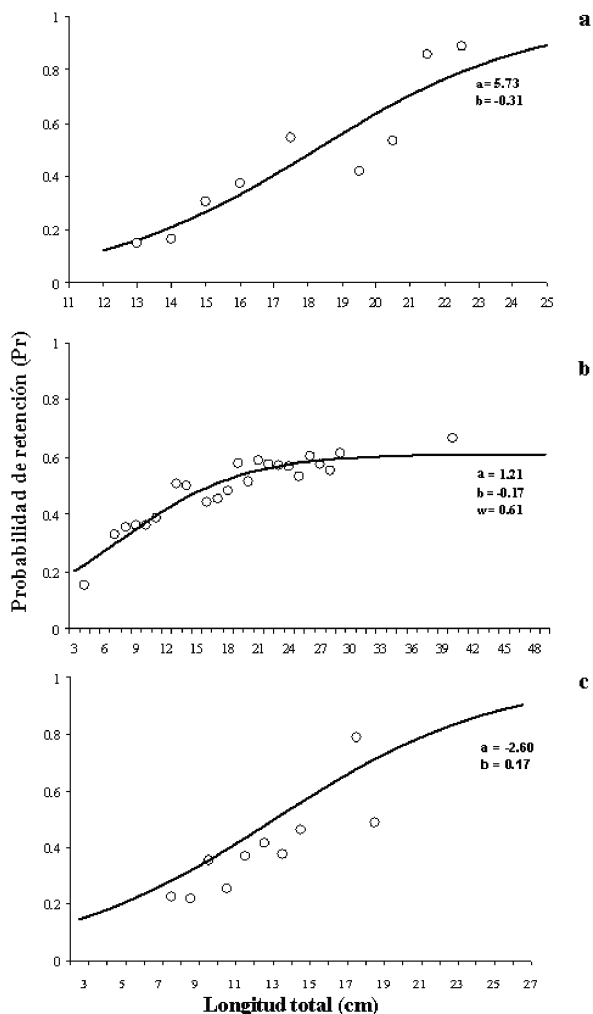 a
1
0.8
0.6
0.4
0.2
0
a= 5.73
b= -0.31
11 12 13 14 15 16 17 18 19 20 21 22 23 24 25
Probabilidad de retención (Pr)
b
1
0.8
0.6
0.4
0.2
0
a = 1.21
b = -0.17
w= 0.61
3 6 9 12 15 18 21 24 27 30 33 36 39 42 45 48
c
1
0.8
0.6
0.4
0.2
0
a = -2.60
b = 0.17
3 5 7 9 11 13 15 17 19 21 23 25 27
Longitud total (cm)